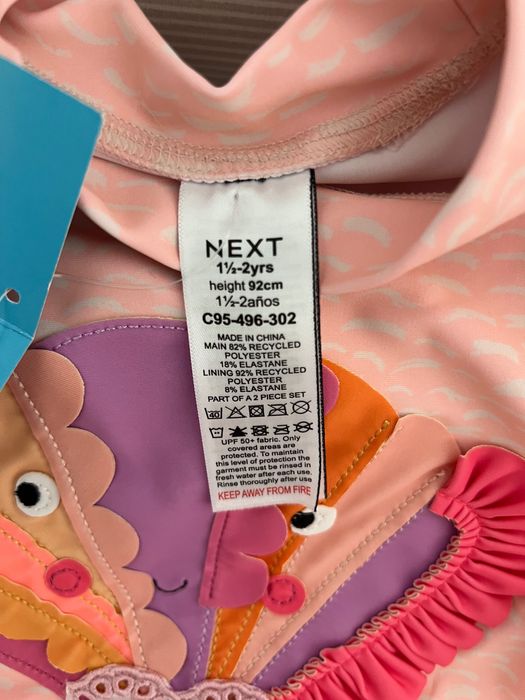 NEXT
1½-2yrs
height 92cm
1½-2años
C95-496-302
MADE IN CHINA
MAIN 82% RECYCLED
POLYESTER
18% ELASTANE
LINING 92% RECYCLED
POLYESTER
8% ELASTANE
PART OF A 2 PIECE SET
40
UPF 50+ fabric. Only
covered areas are
protected. To maintain
this level of protection the
garment must be rinsed in
fresh water after each use.
Rinse thoroughly after use
KEEP AWAY FROM FIRE